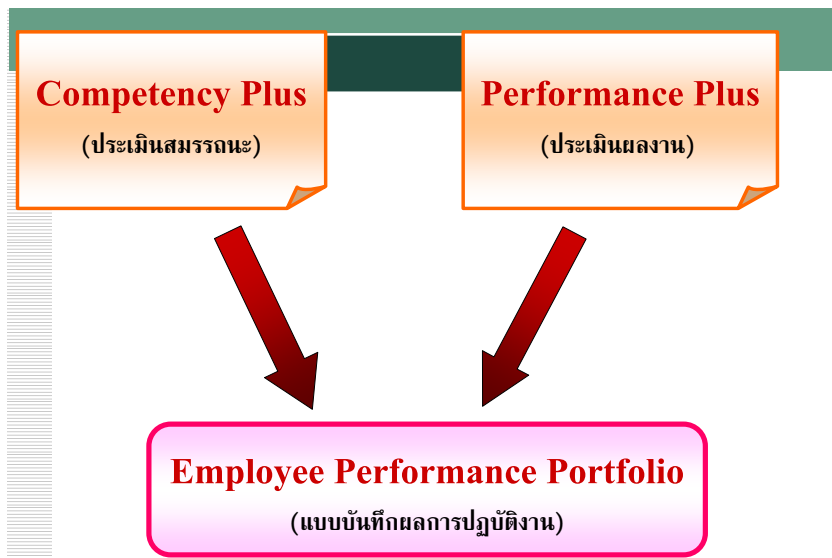 Competency Plus
(ประเมินสมรรถนะ)
Performance Plus
(ประเมินผลงาน)
Employee Performance Portfolio
(แบบบันทึกผลการปฏบัติงาน)